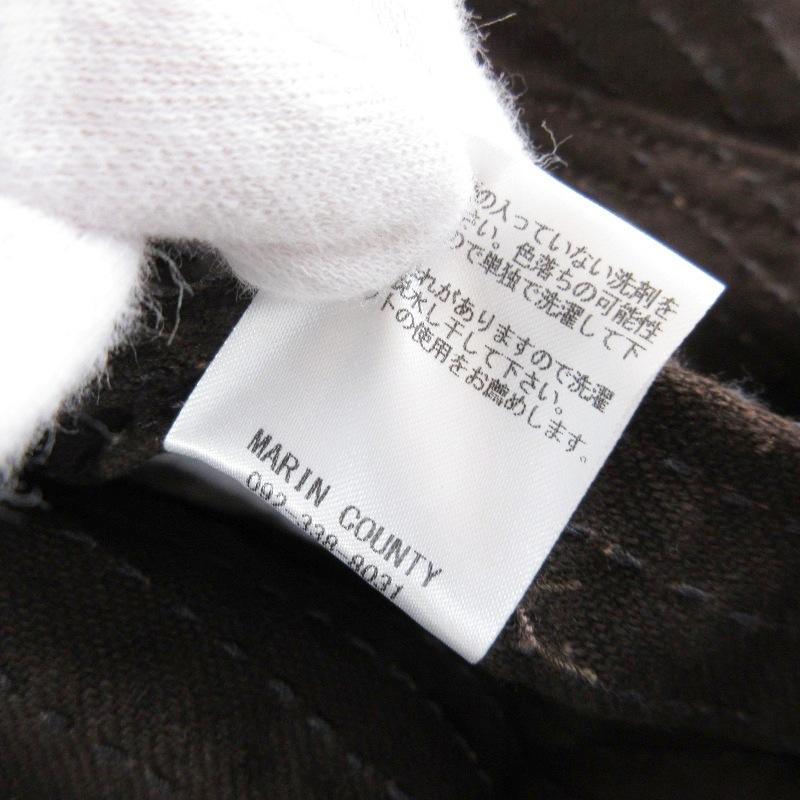 の入っていない洗剤を
さい。色落ちの可能性
ので単独で洗濯して下
れがありますので洗濯
水し干して下さい。
ットの使用をお薦めします。
MARIN COUNTY
092-338-8031